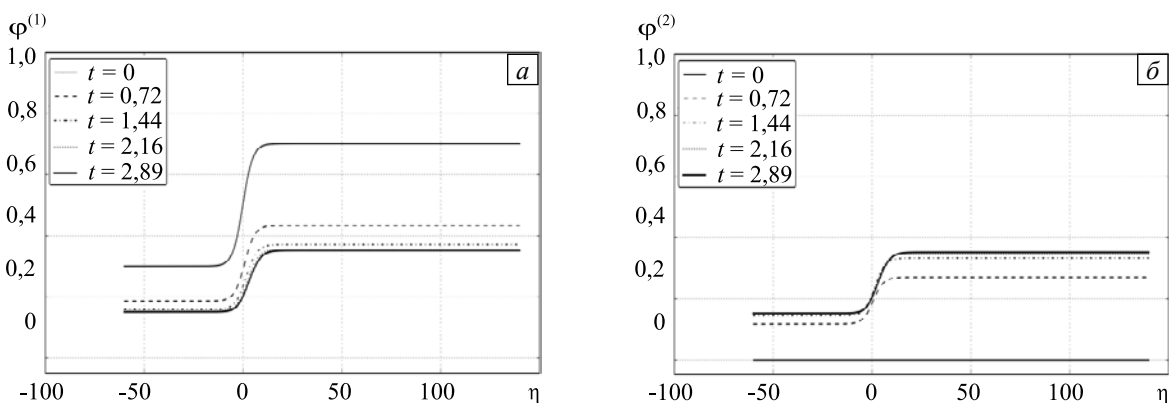 φ(1)
1,0
0,8
0,6
0,4
0,2
0
а
t = 0
t = 0,72
t = 1,44
t = 2,16
t = 2,89
-100
-50
0
50
100
η
φ(2)
1,0
0,8
0,6
0,4
0,2
0
б
t = 0
t = 0,72
t = 1,44
t = 2,16
t = 2,89
-100
-50
0
50
100
η